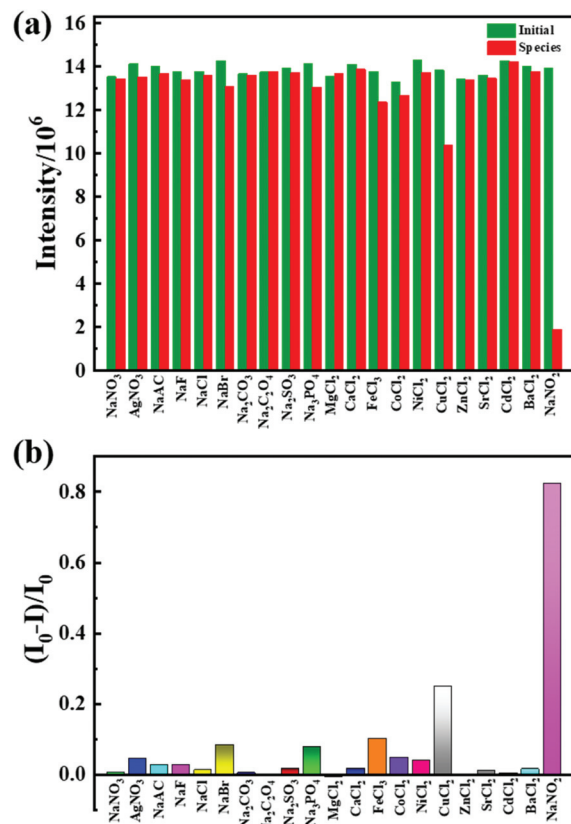 (a)
Initial
Species
Intensity/10⁶
16
14
12
10
8
6
4
2
0
NaNO₃
AgNO₃
NaAC
NaF
NaCl
NaBr
Na₂CO₃
Na₂C₂O₄
Na₂SO₃
Na₃PO₄
MgCl₂
CaCl₂
FeCl₃
CoCl₂
NiCl₂
CuCl₂
ZnCl₂
SrCl₂
CdCl₂
BaCl₂
NaNO₂
(b)
(I₀-I)/I₀
0.8
0.6
0.4
0.2
0.0
NaNO₃
AgNO₃
NaAC
NaF
NaCl
NaBr
Na₂CO₃
Na₂C₂O₄
Na₂SO₃
Na₃PO₄
MgCl₂
CaCl₂
FeCl₃
CoCl₂
NiCl₂
CuCl₂
ZnCl₂
SrCl₂
CdCl₂
BaCl₂
NaNO₂